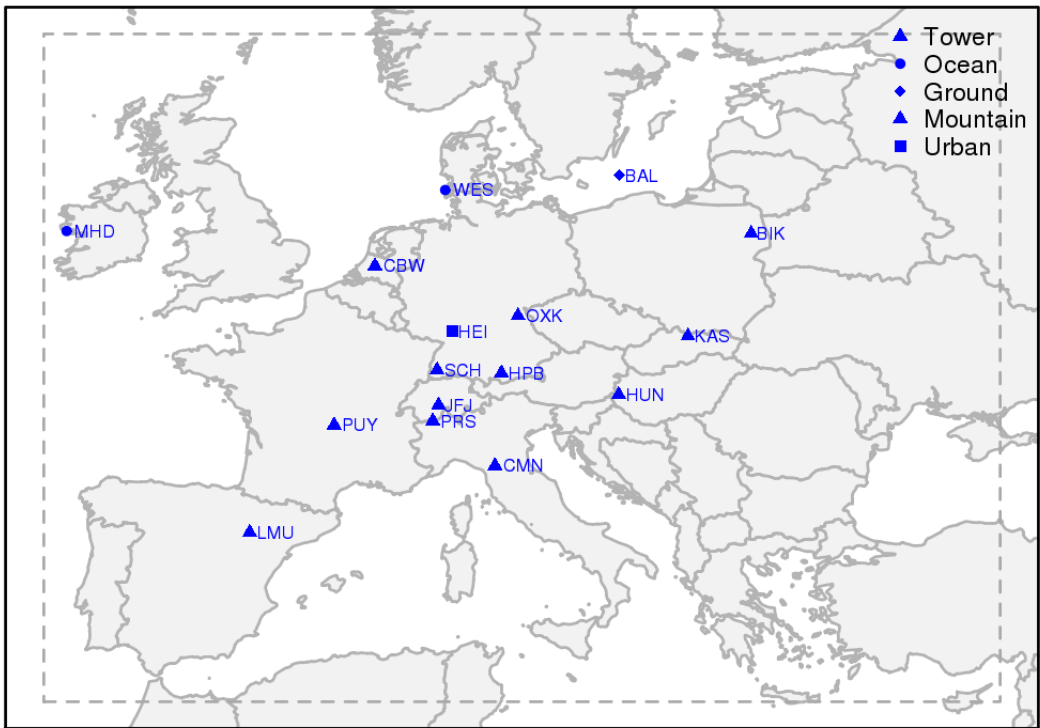 Tower
Ocean
Ground
Mountain
Urban
BAL
WES
MHD
BIK
CBW
OXK
HEI
KAS
SCH
HPB
HUN
JFJ
PRS
PUY
CMN
LMU